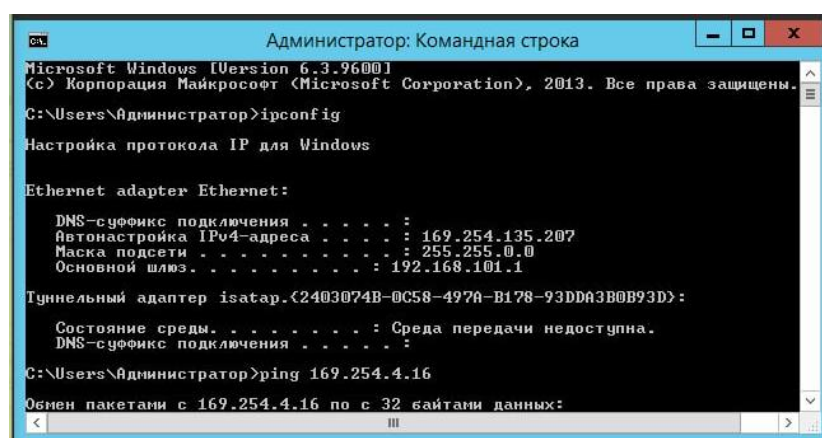 Администратор: Командная строка
Microsoft Windows [Version 6.3.9600]
(c) Корпорация Майкрософт (Microsoft Corporation), 2013. Все права защищены.
C:\Users\Администратор>ipconfig
Настройка протокола IP для Windows
Ethernet adapter Ethernet:
DNS-суффикс подключения . . . . . :
Автонастройка IPv4-адреса . . . . : 169.254.135.207
Маска подсети . . . . . . . . . . : 255.255.0.0
Основной шлюз. . . . . . . . . : 192.168.101.1
Туннельный адаптер isatap.{2403074B-0C58-497A-B178-93DDA3B0B93D}:
Состояние среды. . . . . . . . : Среда передачи недоступна.
DNS-суффикс подключения . . . . . :
C:\Users\Администратор>ping 169.254.4.16
Обмен пакетами с 169.254.4.16 по с 32 байтами данных: